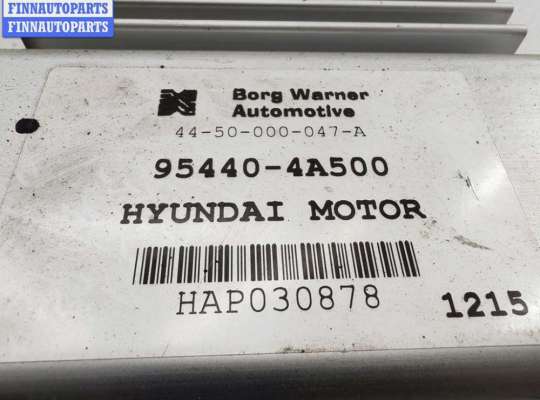 FINNAUTOPARTS
FINNAUTOPARTS
Borg Warner
Automotive
44-50-000-047-A
95440-4A500
HYUNDAI MOTOR
HAP030878
1215